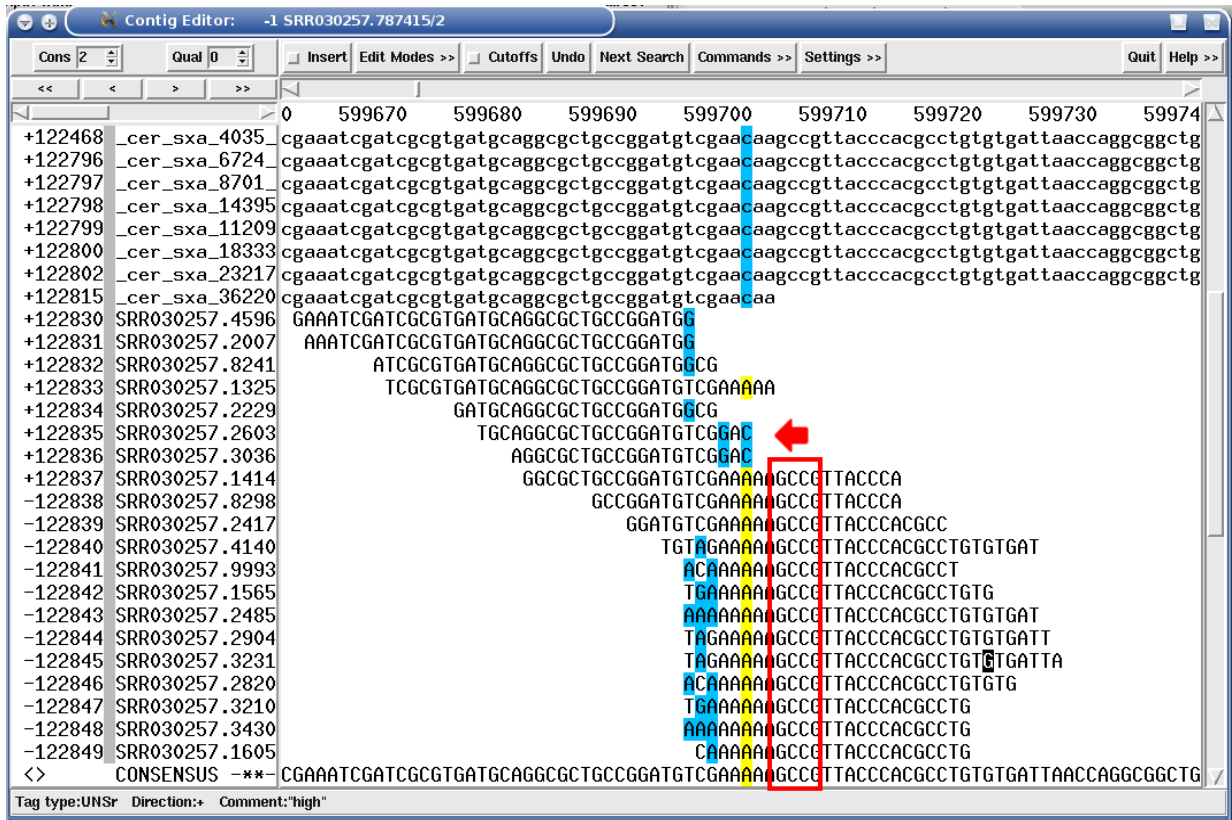 Contig Editor: -1 SRR030257.787415/2
Cons 2 Qual 0 Insert Edit Modes >> Cutoffs Undo Next Search Commands >> Settings >> Quit Help >>
<< < > >>
0 599670 599680 599690 599700 599710 599720 599730 59974
+122468 _cer_sxa_4035_ cgaaatcgatcgcgtgatgcaggcgctgccggatgtcgaacaagccgttacccacgcctgtgtgattaaccaggcggctg
+122796 _cer_sxa_6724_ cgaaatcgatcgcgtgatgcaggcgctgccggatgtcgaacaagccgttacccacgcctgtgtgattaaccaggcggctg
+122797 _cer_sxa_8701_ cgaaatcgatcgcgtgatgcaggcgctgccggatgtcgaacaagccgttacccacgcctgtgtgattaaccaggcggctg
+122798 _cer_sxa_14395 cgaaatcgatcgcgtgatgcaggcgctgccggatgtcgaacaagccgttacccacgcctgtgtgattaaccaggcggctg
+122799 _cer_sxa_11209 cgaaatcgatcgcgtgatgcaggcgctgccggatgtcgaacaagccgttacccacgcctgtgtgattaaccaggcggctg
+122800 _cer_sxa_18333 cgaaatcgatcgcgtgatgcaggcgctgccggatgtcgaacaagccgttacccacgcctgtgtgattaaccaggcggctg
+122802 _cer_sxa_23217 cgaaatcgatcgcgtgatgcaggcgctgccggatgtcgaacaagccgttacccacgcctgtgtgattaaccaggcggctg
+122815 _cer_sxa_36220 cgaaatcgatcgcgtgatgcaggcgctgccggatgtcgaacaa
+122830 SRR030257.4596 GAAATCGATCGCGTGATGCAGGCGCTGCCGGATGG
+122831 SRR030257.2007 AAATCGATCGCGTGATGCAGGCGCTGCCGGATGG
+122832 SRR030257.8241 ATCGCGTGATGCAGGCGCTGCCGGATGGCG
+122833 SRR030257.1325 TCGCGTGATGCAGGCGCTGCCGGATGTCGAAAAA
+122834 SRR030257.2229 GATGCAGGCGCTGCCGGATGGCG
+122835 SRR030257.2603 TGCAGGCGCTGCCGGATGTCGGAC
+122836 SRR030257.3036 AGGCGCTGCCGGATGTCGGAC
+122837 SRR030257.1414 GGCGCTGCCGGATGTCGAAAAAGCCGTTACCCA
-122838 SRR030257.8298 GCCGGATGTCGAAAAAGCCGTTACCCA
-122839 SRR030257.2417 GGATGTCGAAAAAGCCGTTACCCACGCC
-122840 SRR030257.4140 TGTAGAAAAAGCCGTTACCCACGCCTGTGTGAT
-122841 SRR030257.9993 ACAAAAAAGCCGTTACCCACGCCT
-122842 SRR030257.1565 TGAAAAAAGCCGTTACCCACGCCTGTG
-122843 SRR030257.2485 AAAAAAAAGCCGTTACCCACGCCTGTGTGAT
-122844 SRR030257.2904 TAGAAAAAGCCGTTACCCACGCCTGTGTGATT
-122845 SRR030257.3231 TAGAAAAAGCCGTTACCCACGCCTGTGTGATTA
-122846 SRR030257.2820 ACAAAAAAGCCGTTACCCACGCCTGTGTG
-122847 SRR030257.3210 TGAAAAAAGCCGTTACCCACGCCTG
-122848 SRR030257.3430 AAAAAAAAGCCGTTACCCACGCCTG
-122849 SRR030257.1605 CAAAAAAGCCGTTACCCACGCCTG
<> CONSENSUS -**- CGAAATCGATCGCGTGATGCAGGCGCTGCCGGATGTCGAAAAAGCCGTTACCCACGCCTGTGTGATTAACCAGGCGGCTG
Tag type:UNSr Direction:+ Comment:"high"